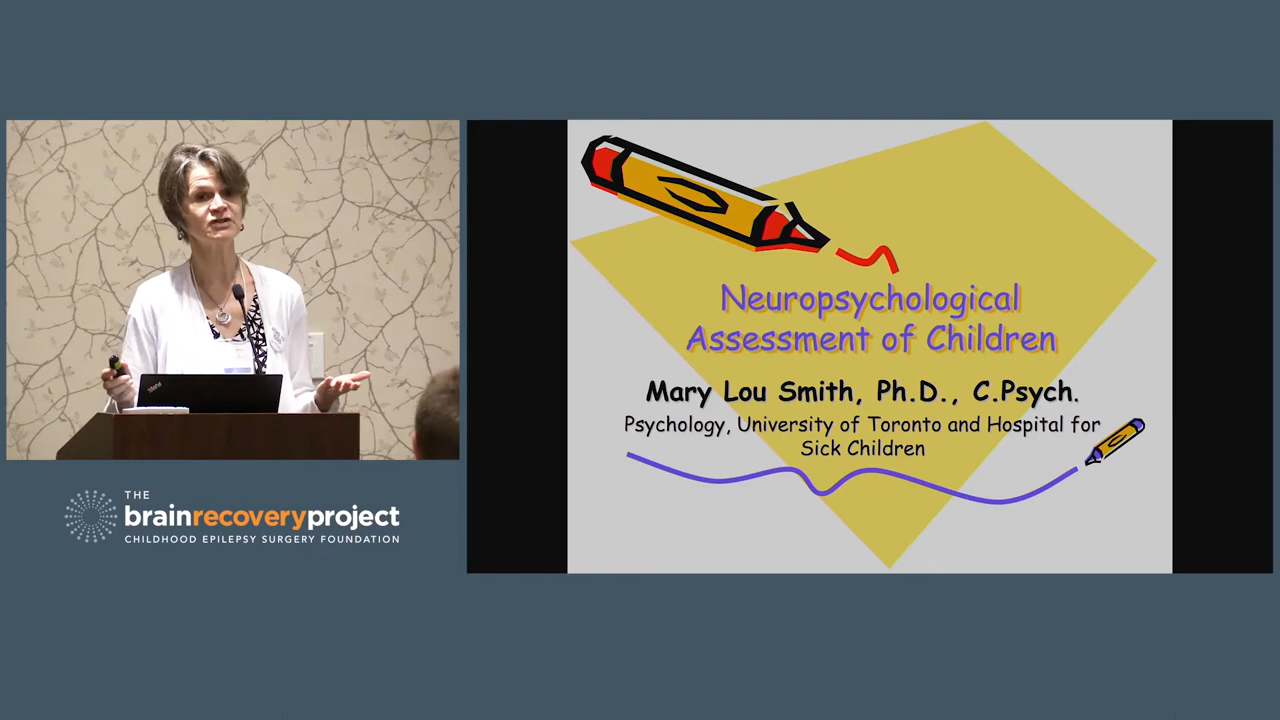 THE
brainrecoveryproject
CHILDHOOD EPILEPSY SURGERY FOUNDATION
Neuropsychological
Assessment of Children
Mary Lou Smith, Ph.D., C.Psych.
Psychology, University of Toronto and Hospital for
Sick Children